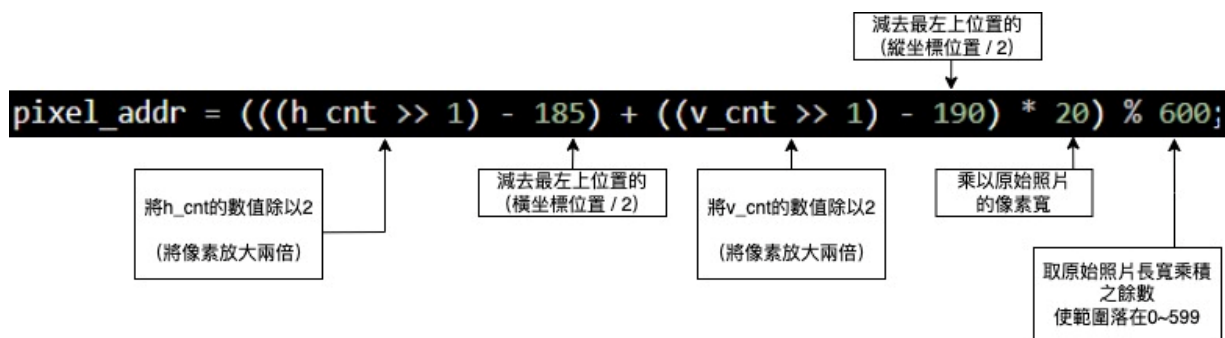 減去最左上位置的
（縱坐標位置 / 2）
pixel_addr = (((h_cnt >> 1) - 185) + ((v_cnt >> 1) - 190) * 20) % 600;
將h_cnt的數值除以2
（將像素放大兩倍）
減去最左上位置的
（橫坐標位置 / 2）
將v_cnt的數值除以2
（將像素放大兩倍）
乘以原始照片
的像素寬
取原始照片長寬乘積
之餘數
使範圍落在0~599